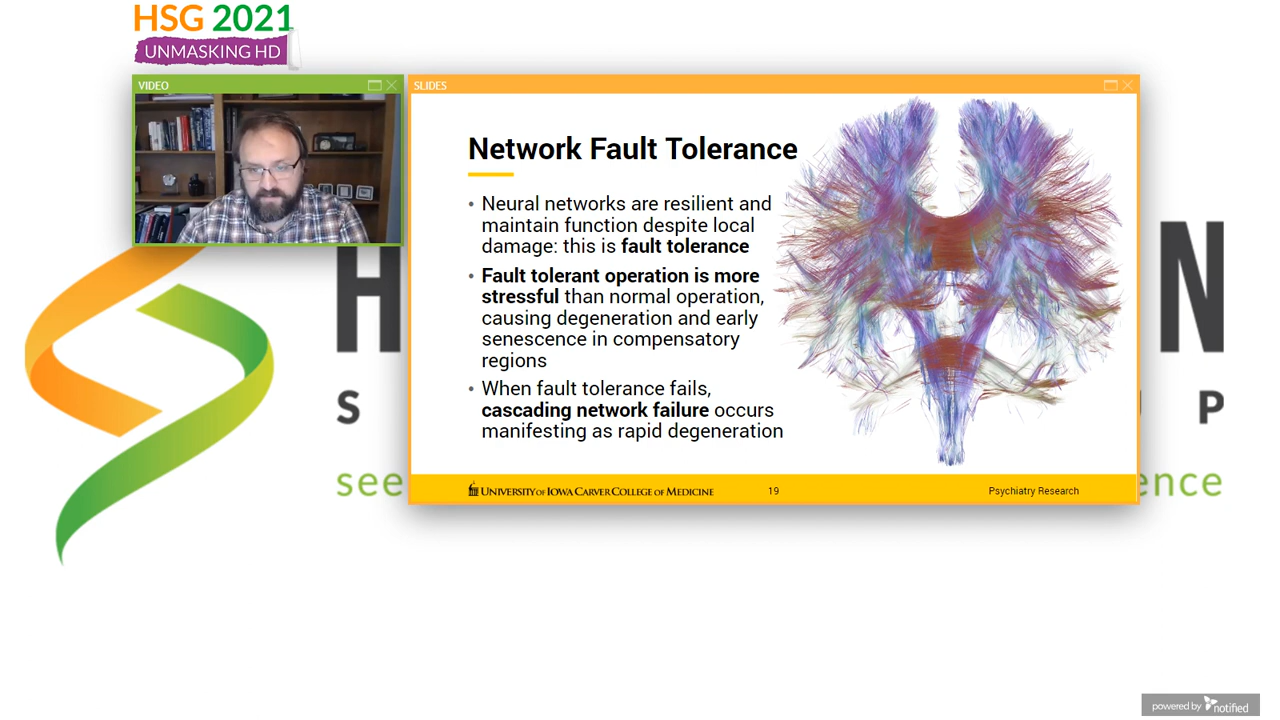 HSG 2021
UNMASKING HD
VIDEO
SLIDES
Network Fault Tolerance
• Neural networks are resilient and
maintain function despite local
damage: this is fault tolerance
• Fault tolerant operation is more
stressful than normal operation,
causing degeneration and early
senescence in compensatory
regions
• When fault tolerance fails,
cascading network failure occurs
manifesting as rapid degeneration
UNIVERSITY OF IOWA CARVER COLLEGE OF MEDICINE
19
Psychiatry Research
H N
S P
see ence
powered by notified